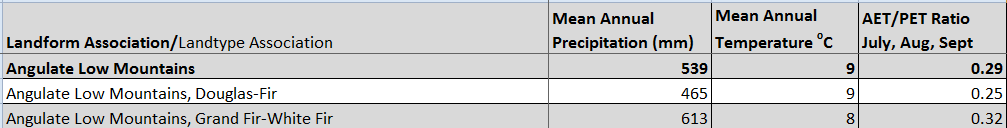 Landform Association/Landtype Association	Mean Annual Precipitation (mm)	Mean Annual Temperature °C	AET/PET Ratio July, Aug, Sept
Angulate Low Mountains	539	9	0.29
Angulate Low Mountains, Douglas-Fir	465	9	0.25
Angulate Low Mountains, Grand Fir-White Fir	613	8	0.32